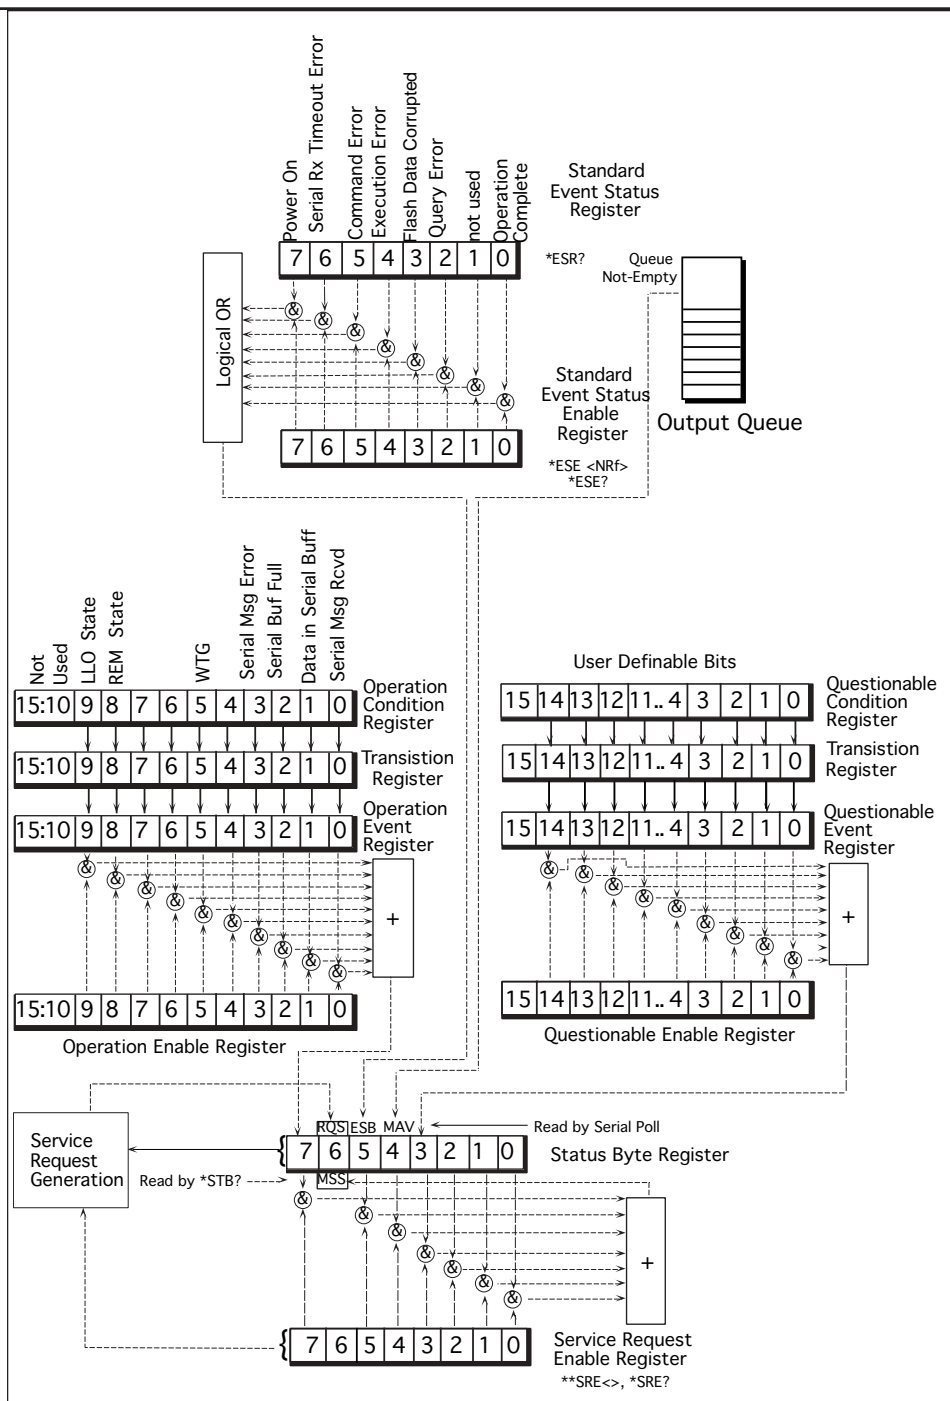 Power On
Serial Rx Timeout Error
Command Error
Execution Error
Flash Data Corrupted
Query Error
not used
Operation
Complete
Standard
Event Status
Register
7 6 5 4 3 2 1 0
*ESR?
Queue
Not-Empty
Logical OR
& & & & & & & &
Standard
Event Status
Enable
Register
Output Queue
7 6 5 4 3 2 1 0
*ESE <NRf>
*ESE?
Not
Used
LLO State
REM State
WTG
Serial Msg Error
Serial Buf Full
Data in Serial Buff
Serial Msg Rcvd
User Definable Bits
15:10 9 8 7 6 5 4 3 2 1 0
Operation
Condition
Register
15 14 13 12 11.. 4 3 2 1 0
Questionable
Condition
Register
15:10 9 8 7 6 5 4 3 2 1 0
Transistion
Register
15 14 13 12 11.. 4 3 2 1 0
Transistion
Register
15:10 9 8 7 6 5 4 3 2 1 0
Operation
Event
Register
15 14 13 12 11.. 4 3 2 1 0
Questionable
Event
Register
& & & & & & & & & &
+
& & & & & & & & &
+
15:10 9 8 7 6 5 4 3 2 1 0
Operation Enable Register
15 14 13 12 11.. 4 3 2 1 0
Questionable Enable Register
Service
Request
Generation
RQS ESB MAV
Read by Serial Poll
{ 7 6 5 4 3 2 1 0
Status Byte Register
Read by *STB?
MSS
& & & & & & &
+
{ 7 6 5 4 3 2 1 0
Service Request
Enable Register
**SRE<>, *SRE?